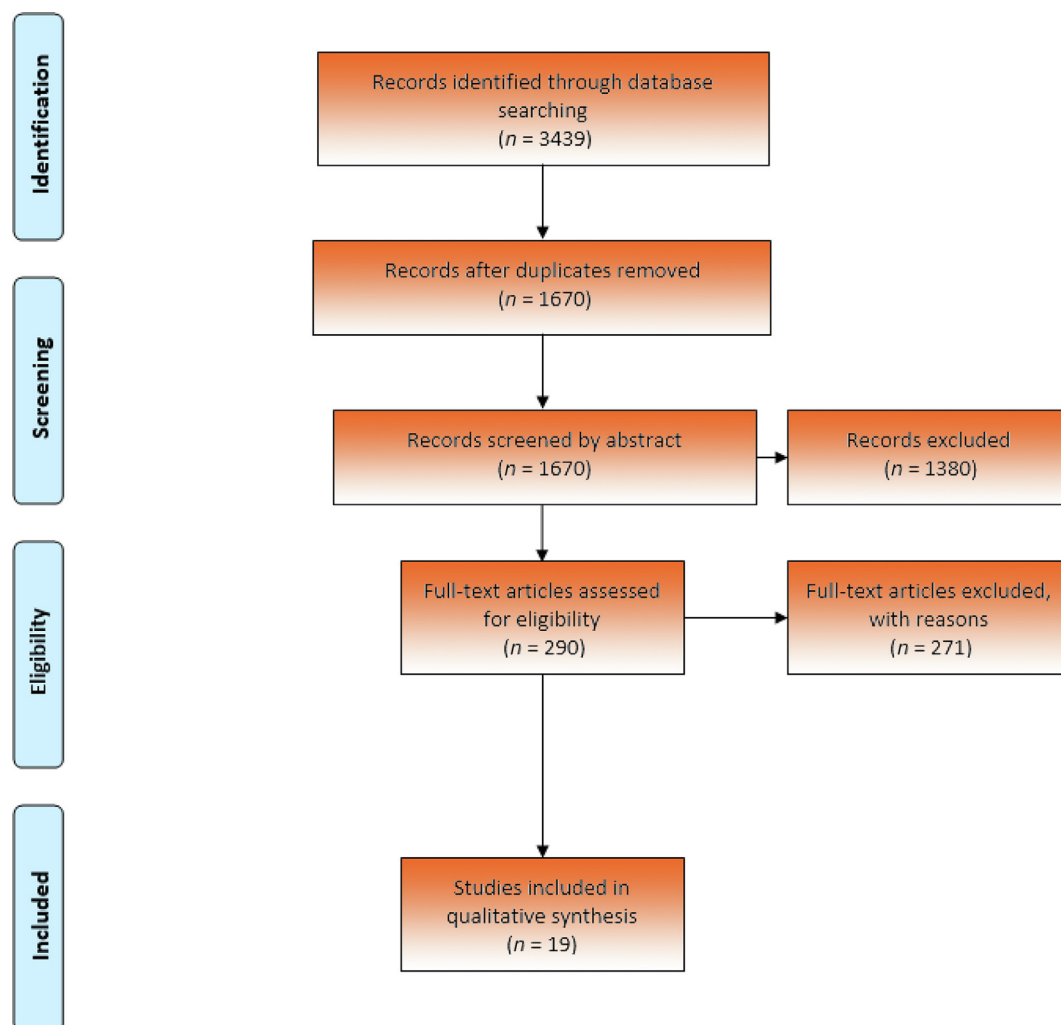 Identification
Records identified through database
searching
(n = 3439)
Records after duplicates removed
(n = 1670)
Screening
Records screened by abstract
(n = 1670)
Records excluded
(n = 1380)
Eligibility
Full-text articles assessed
for eligibility
(n = 290)
Full-text articles excluded,
with reasons
(n = 271)
Included
Studies included in
qualitative synthesis
(n = 19)